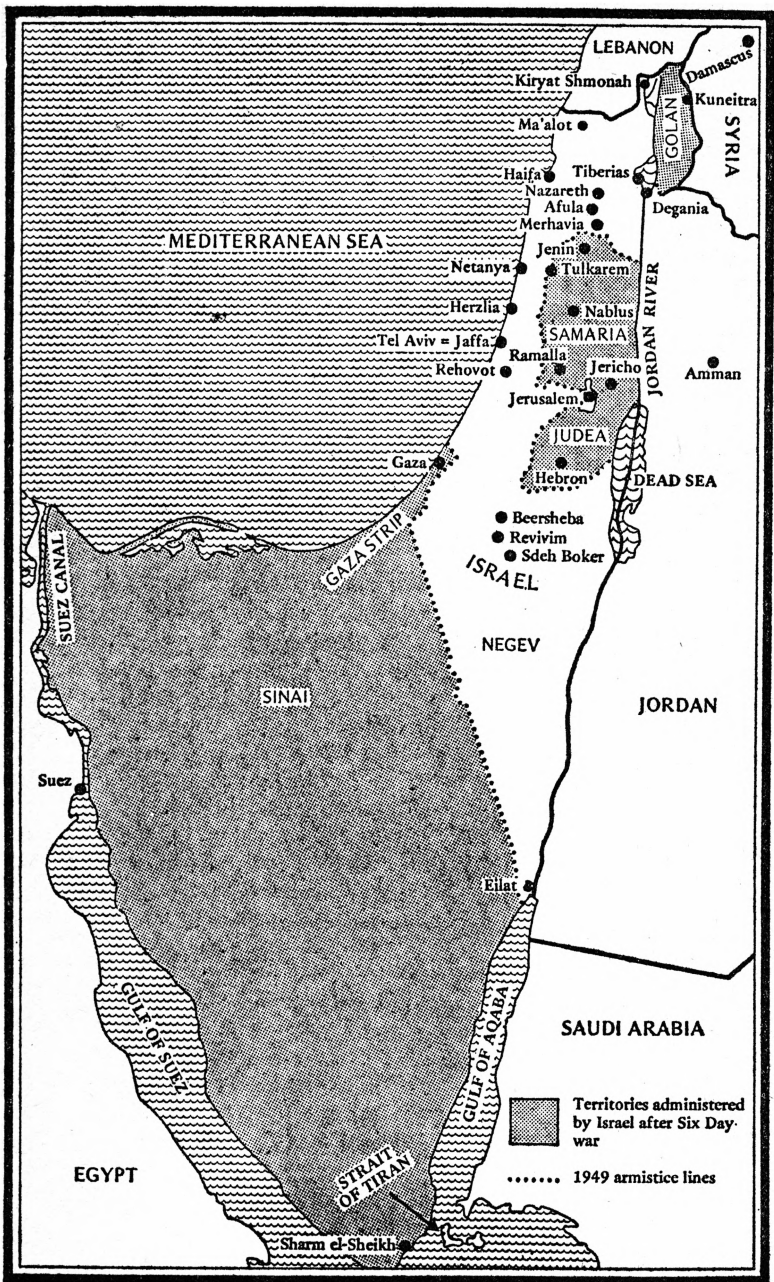 LEBANON
Damascus
Kiryat Shmonah
Kuneitra
GOLAN
SYRIA
Ma'alot
Haifa
Tiberias
Nazareth
Afula
Degania
Merhavia
MEDITERRANEAN SEA
Jenin
Netanya
Tulkarem
JORDAN RIVER
Herzlia
Nablus
SAMARIA
Tel Aviv = Jaffa
Ramalla
Jericho
Amman
Rehovot
Jerusalem
JUDEA
Gaza
Hebron
DEAD SEA
Beersheba
Revivim
Sdeh Boker
GAZA STRIP
SUEZ CANAL
ISRAEL
NEGEV
SINAI
JORDAN
Suez
Eilat
GULF OF SUEZ
GULF OF AQABA
SAUDI ARABIA
Territories administered
by Israel after Six Day·
war
1949 armistice lines
EGYPT
STRAIT
OF TIRAN
Sharm el-Sheikh